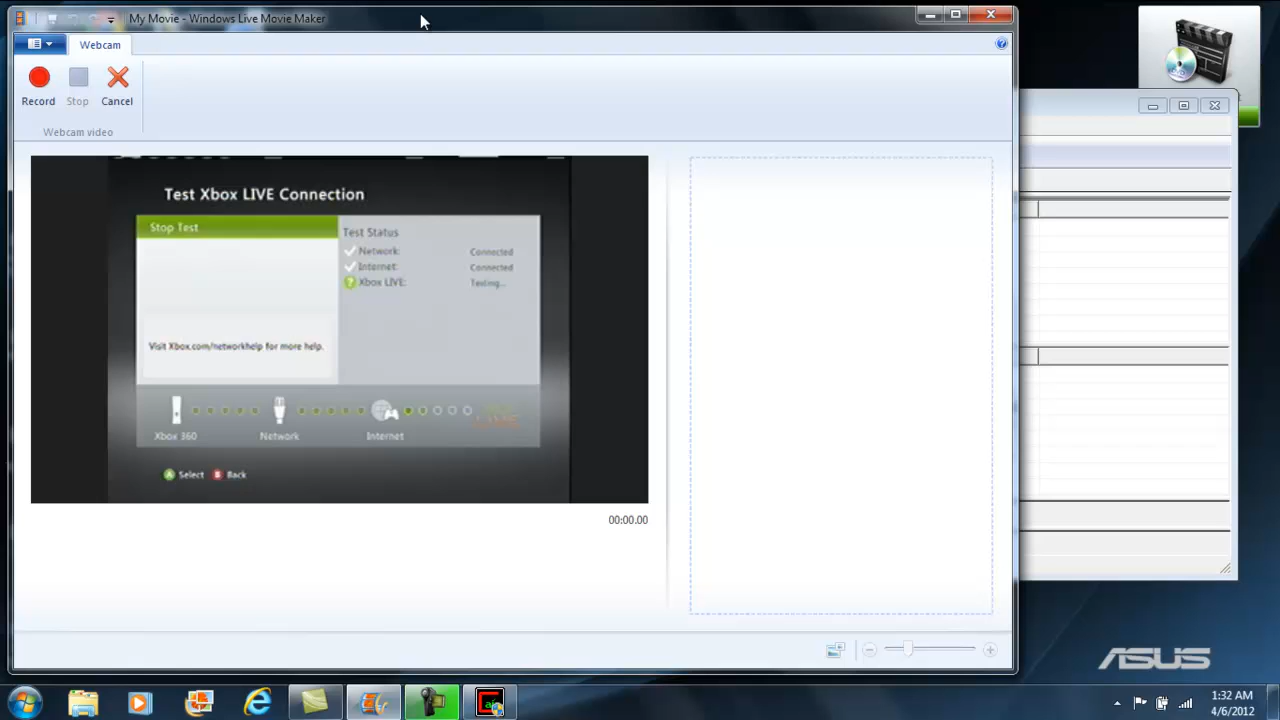 My Movie - Windows Live Movie Maker
Webcam
Record
Stop
Cancel
Webcam video
Test Xbox LIVE Connection
Stop Test
Test Status
Network: Connected
Internet: Connected
Xbox LIVE: Testing...
Visit Xbox.com/networkhelp for more help.
Xbox 360
Network
Internet
A Select B Back
00:00.00
ASUS
1:32 AM
4/6/2012